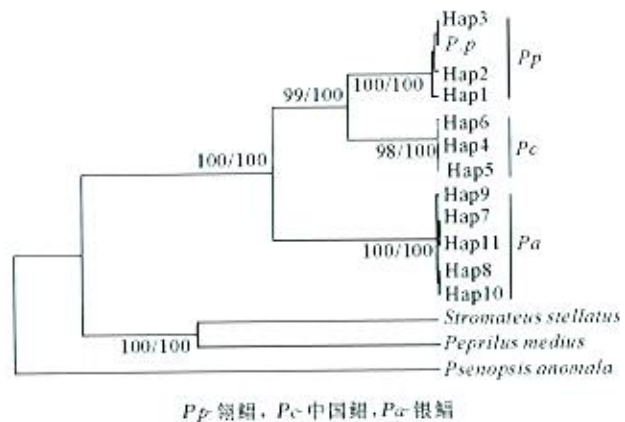 Hap3
P.p
Hap2
Hap1
Pp
100/100
99/100
Hap6
Hap4
Hap5
Pc
98/100
100/100
Hap9
Hap7
Hap11
Hap8
Hap10
Pa
100/100
Stromateus stellatus
Peprilus medius
100/100
Psenopsis anomala
Pp-翎鲳,Pc-中国鲳,Pa-银鲳